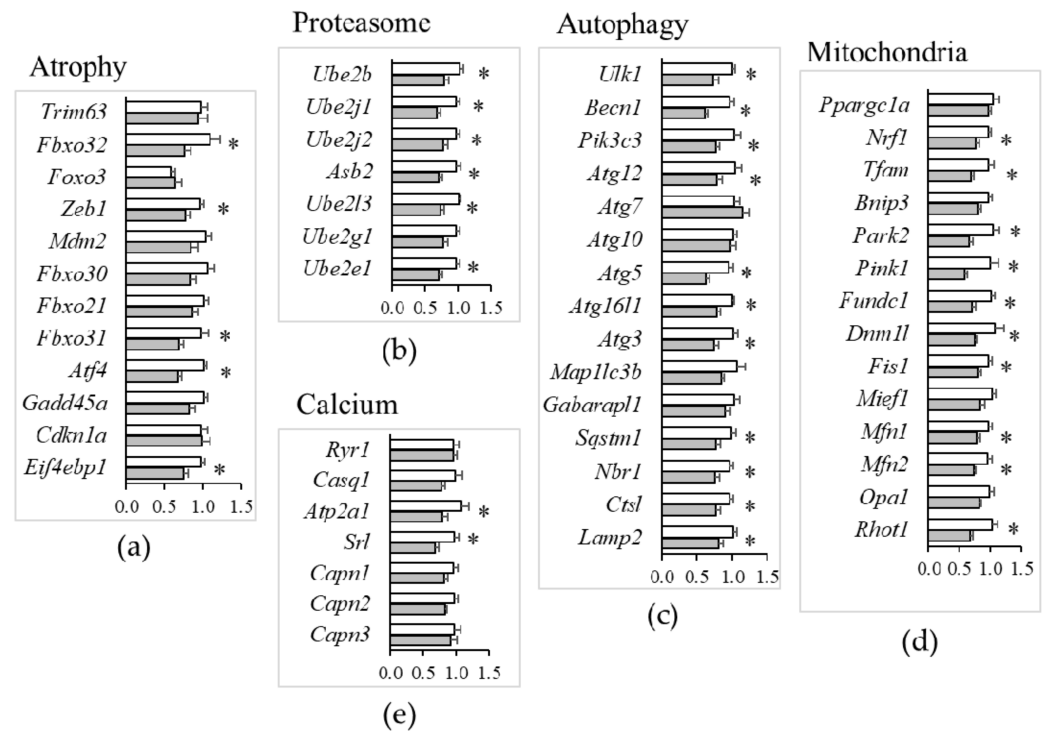 Atrophy
Trim63
Fbxo32 *
Foxo3
Zeb1 *
Mdm2
Fbxo30
Fbxo21
Fbxo31 *
Atf4 *
Gadd45a
Cdkn1a
Eif4ebp1 *
0.0 0.5 1.0 1.5
(a)
Proteasome
Ube2b *
Ube2j1 *
Ube2j2 *
Asb2 *
Ube2l3 *
Ube2g1
Ube2e1 *
0.0 0.5 1.0 1.5
(b)
Calcium
Ryr1
Casq1
Atp2a1 *
Srl *
Capn1
Capn2
Capn3
0.0 0.5 1.0 1.5
(e)
Autophagy
Ulk1 *
Becn1 *
Pik3c3 *
Atg12 *
Atg7
Atg10
Atg5 *
Atg16l1 *
Atg3 *
Map1lc3b
Gabarapl1
Sqstm1 *
Nbr1 *
Ctsl *
Lamp2 *
0.0 0.5 1.0 1.5
(c)
Mitochondria
Ppargc1a
Nrf1 *
Tfam *
Bnip3
Park2 *
Pink1 *
Fundc1 *
Dnm1l *
Fis1 *
Mief1
Mfn1 *
Mfn2 *
Opa1
Rhot1 *
0.0 0.5 1.0 1.5
(d)